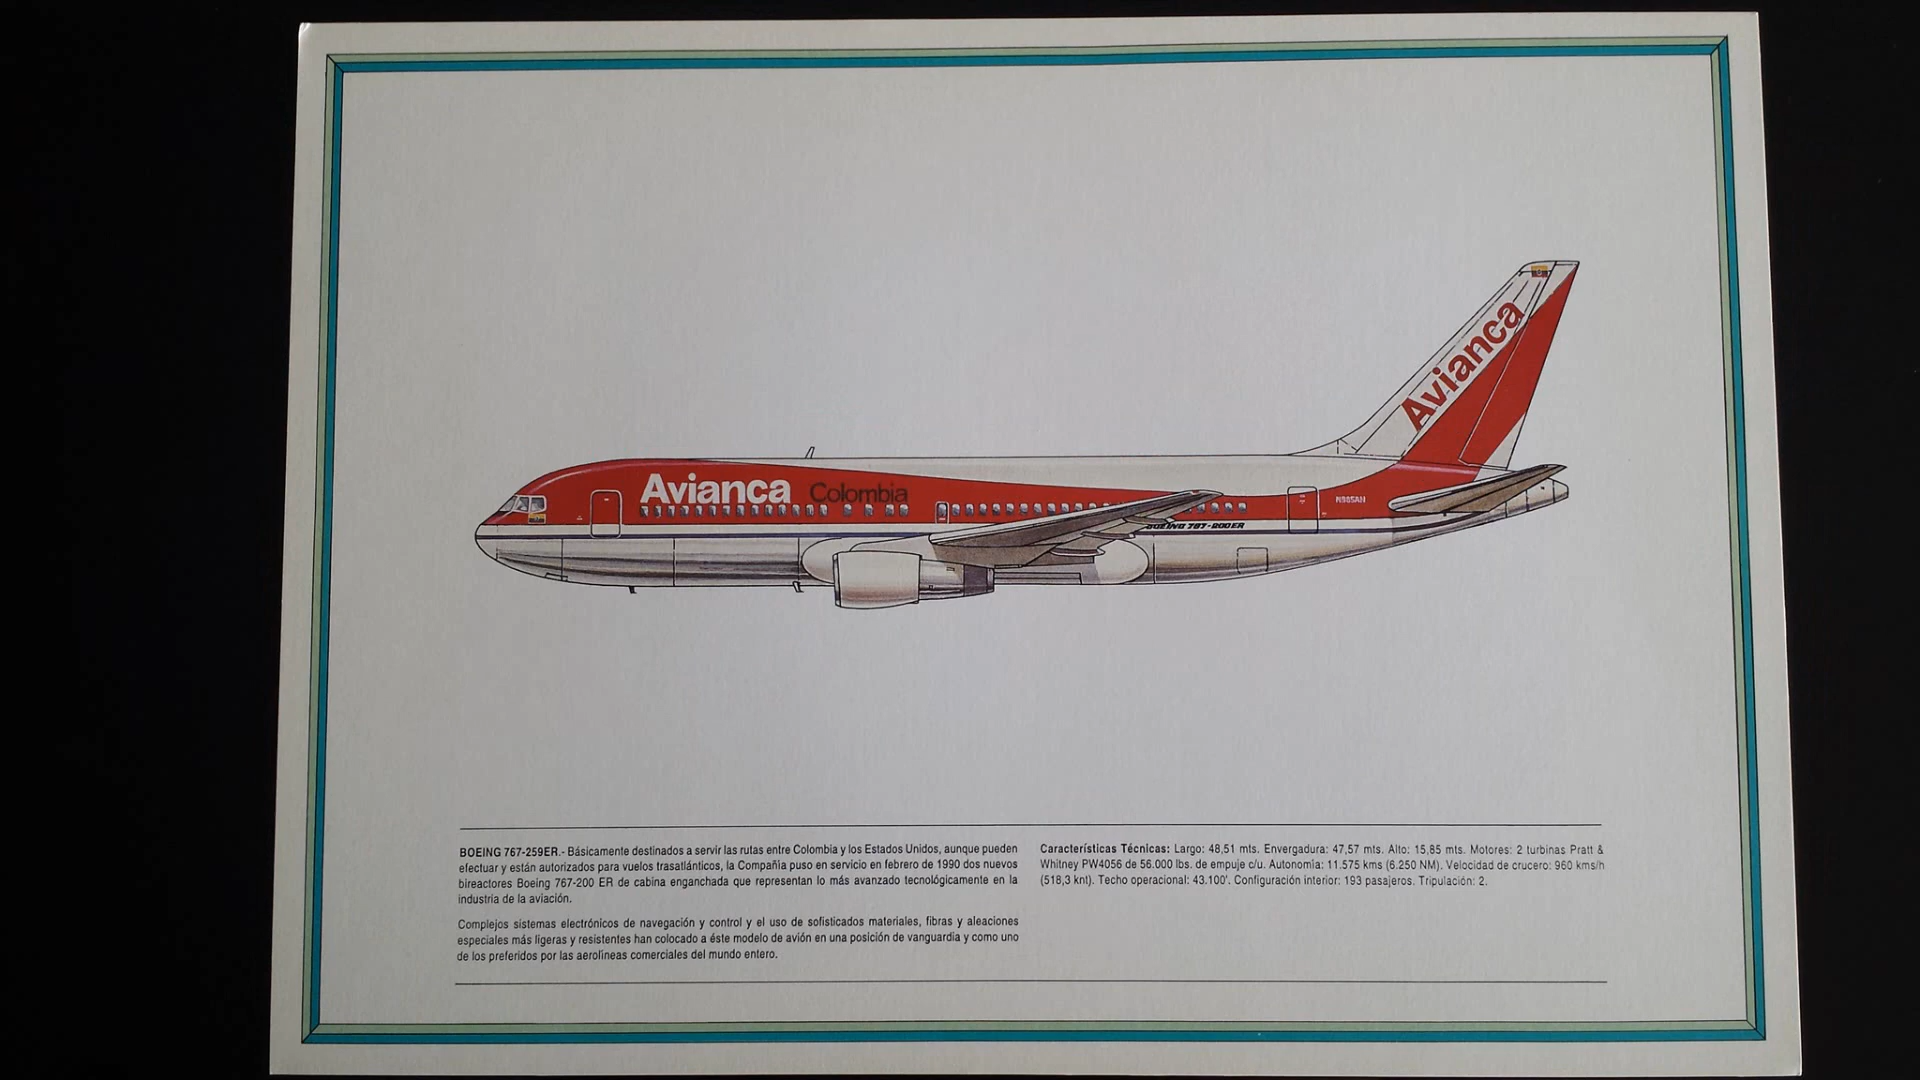 Avianca
Avianca Colombia
N985AN
BOEING 767-200ER
BOEING 767-259ER.- Básicamente destinados a servir las rutas entre Colombia y los Estados Unidos, aunque pueden
efectuar y están autorizados para vuelos trasatlánticos, la Compañía puso en servicio en febrero de 1990 dos nuevos
bireactores Boeing 767-200 ER de cabina enganchada que representan lo más avanzado tecnológicamente en la
industria de la aviación.
Complejos sistemas electrónicos de navegación y control y el uso de sofisticados materiales, fibras y aleaciones
especiales más ligeras y resistentes han colocado a éste modelo de avión en una posición de vanguardia y como uno
de los preferidos por las aerolíneas comerciales del mundo entero.
Características Técnicas: Largo: 48,51 mts. Envergadura: 47,57 mts. Alto: 15,85 mts. Motores: 2 turbinas Pratt &
Whitney PW4056 de 56.000 lbs. de empuje c/u. Autonomía: 11.575 kms (6.250 NM). Velocidad de crucero: 960 kms/h
(518,3 knt). Techo operacional: 43.100'. Configuración interior: 193 pasajeros. Tripulación: 2.